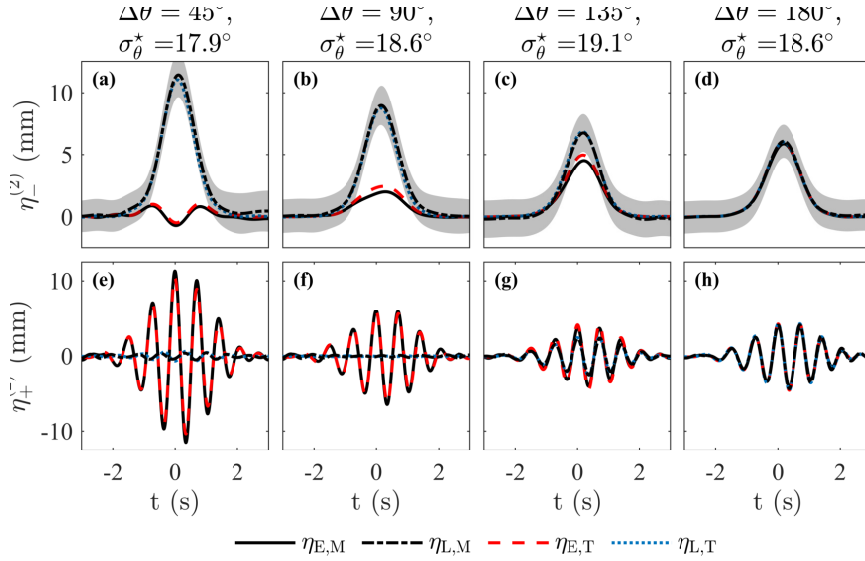 Δθ = 45°, Δθ = 90°, Δθ = 135°, Δθ = 180°,
σ*θ =17.9° σ*θ =18.6° σ*θ =19.1° σ*θ =18.6°
(a) (b) (c) (d)
10
5
0
η−(2) (mm)
(e) (f) (g) (h)
10
0
-10
η+ (mm)
-2 0 2 -2 0 2 -2 0 2 -2 0 2
t (s) t (s) t (s) t (s)
ηE,M ηL,M ηE,T ηL,T